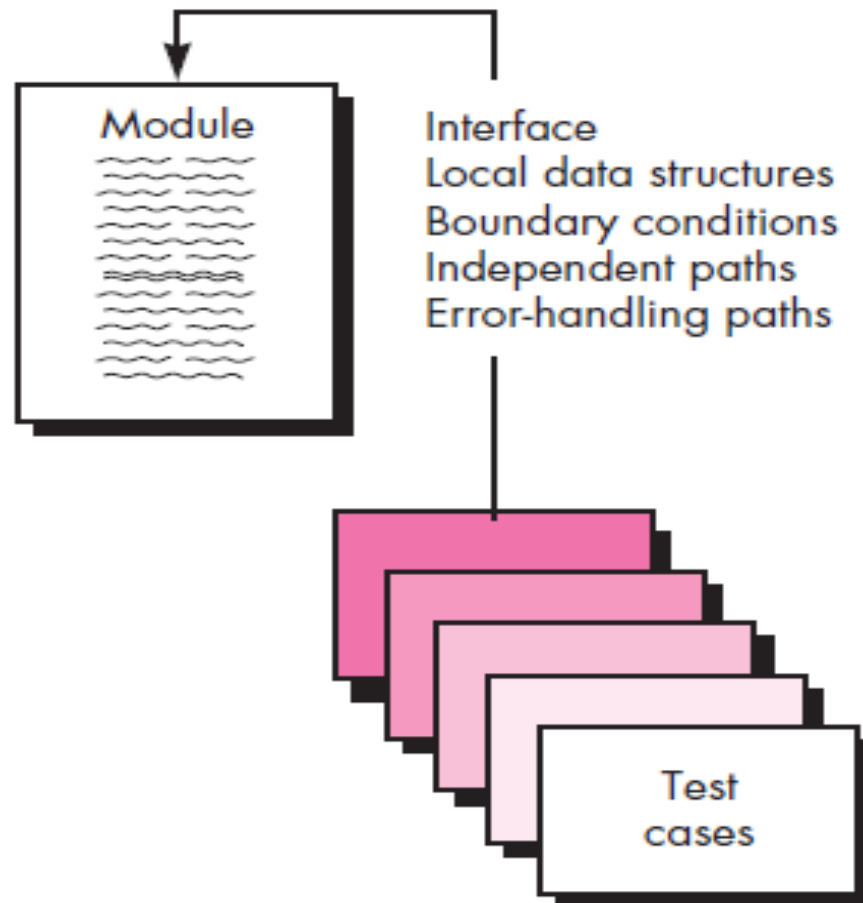 Module
Interface
Local data structures
Boundary conditions
Independent paths
Error-handling paths
Test
cases